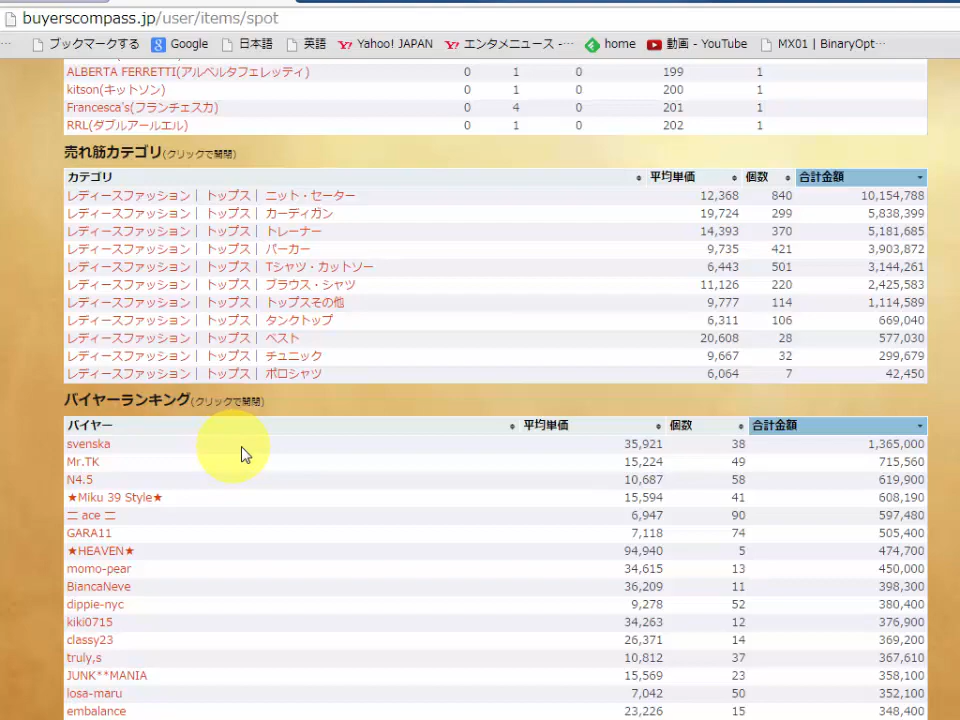 buyerscompass.jp/user/items/spot
ブックマークする Google 日本語 英語 Yahoo! JAPAN エンタメニュース - … home 動画 - YouTube MX01 | BinaryOpt…
ALBERTA FERRETTI(アルベルタフェレッティ) 0 1 0 199 1
kitson(キットソン) 0 1 0 200 1
Francesca's(フランチェスカ) 0 4 0 201 1
RRL(ダブルアールエル) 0 1 0 202 1
売れ筋カテゴリ(クリックで開閉)
カテゴリ 平均単価 個数 合計金額
レディースファッション | トップス | ニット・セーター 12,368 840 10,154,788
レディースファッション | トップス | カーディガン 19,724 299 5,838,399
レディースファッション | トップス | トレーナー 14,393 370 5,181,685
レディースファッション | トップス | パーカー 9,735 421 3,903,872
レディースファッション | トップス | Tシャツ・カットソー 6,443 501 3,144,261
レディースファッション | トップス | ブラウス・シャツ 11,126 220 2,425,583
レディースファッション | トップス | トップスその他 9,777 114 1,114,589
レディースファッション | トップス | タンクトップ 6,311 106 669,040
レディースファッション | トップス | ベスト 20,608 28 577,030
レディースファッション | トップス | チュニック 9,667 32 299,679
レディースファッション | トップス | ポロシャツ 6,064 7 42,450
バイヤーランキング(クリックで開閉)
バイヤー 平均単価 個数 合計金額
svenska 35,921 38 1,365,000
Mr.TK 15,224 49 715,560
N4.5 10,687 58 619,900
★Miku 39 Style★ 15,594 41 608,190
二 ace 二 6,947 90 597,480
GARA11 7,118 74 505,400
★HEAVEN★ 94,940 5 474,700
momo-pear 34,615 13 450,000
BiancaNeve 36,209 11 398,300
dippie-nyc 9,278 52 380,400
kiki0715 34,263 12 376,900
classy23 26,371 14 369,200
truly,s 10,812 37 367,610
JUNK**MANIA 15,569 23 358,100
losa-maru 7,042 50 352,100
embalance 23,226 15 348,400